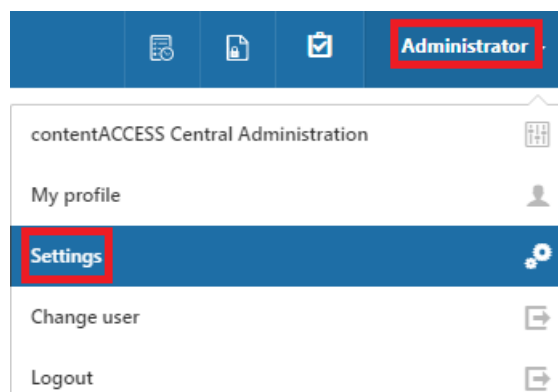 Administrator
contentACCESS Central Administration
My profile
Settings
Change user
Logout